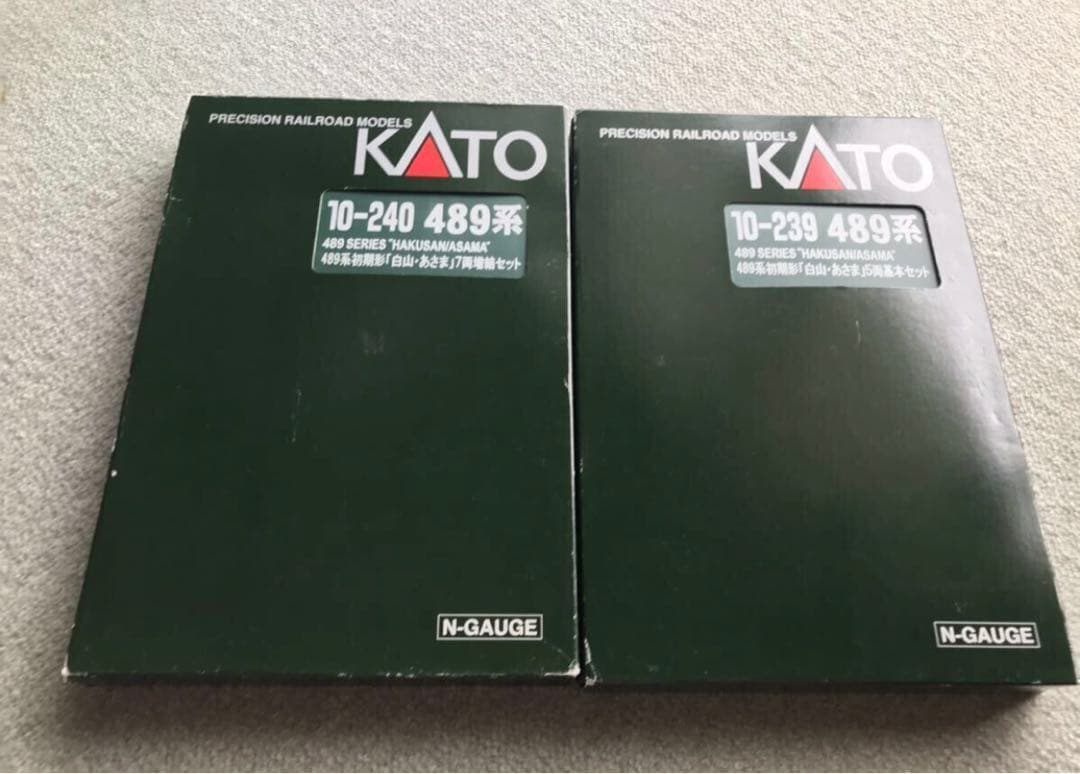 PRECISION RAILROAD MODELS
KATO
10-240 489系
489 SERIES "HAKUSAN/ASAMA"
489系初期形「白山・あさま」7両増結セット
N-GAUGE
PRECISION RAILROAD MODELS
KATO
10-239 489系
489 SERIES "HAKUSAN/ASAMA"
489系初期形「白山・あさま」5両基本セット
N-GAUGE